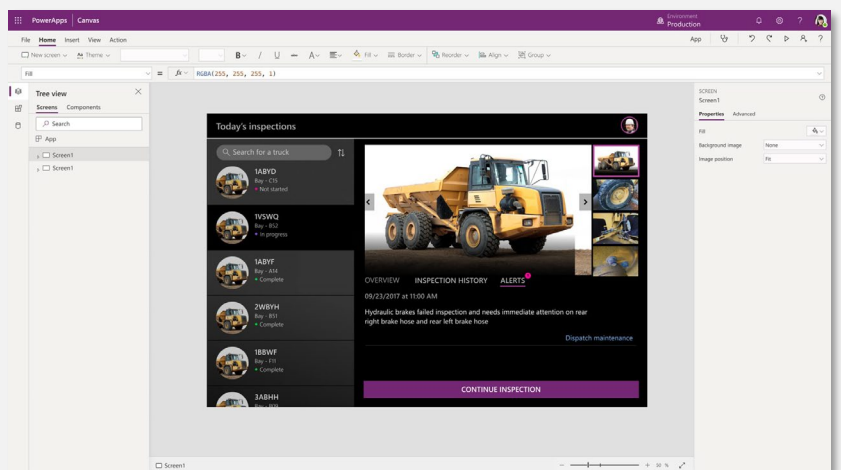 PowerApps Canvas
Environment
Production
?
File Home Insert View Action
App
?
New screen Theme B / U A Fill Border Reorder Align Group
Fill = fx RGBA(255, 255, 255, 1)
Tree view
Screens Components
Search
App
Screen1
Screen1
Today's inspections
Search for a truck
1ABYD
Bay - C15
Not started
1VSWQ
Bay - B52
In progress
1ABYF
Bay - A14
Complete
2WBYH
Bay - B51
Complete
1BBWF
Bay - F11
Complete
3ABHH
OVERVIEW INSPECTION HISTORY ALERTS
09/23/2017 at 11:00 AM
Hydraulic brakes failed inspection and needs immediate attention on rear
right brake hose and rear left brake hose
Dispatch maintenance
CONTINUE INSPECTION
SCREEN
Screen1
Properties Advanced
Fill
Background image None
Image position Fit
Screen1